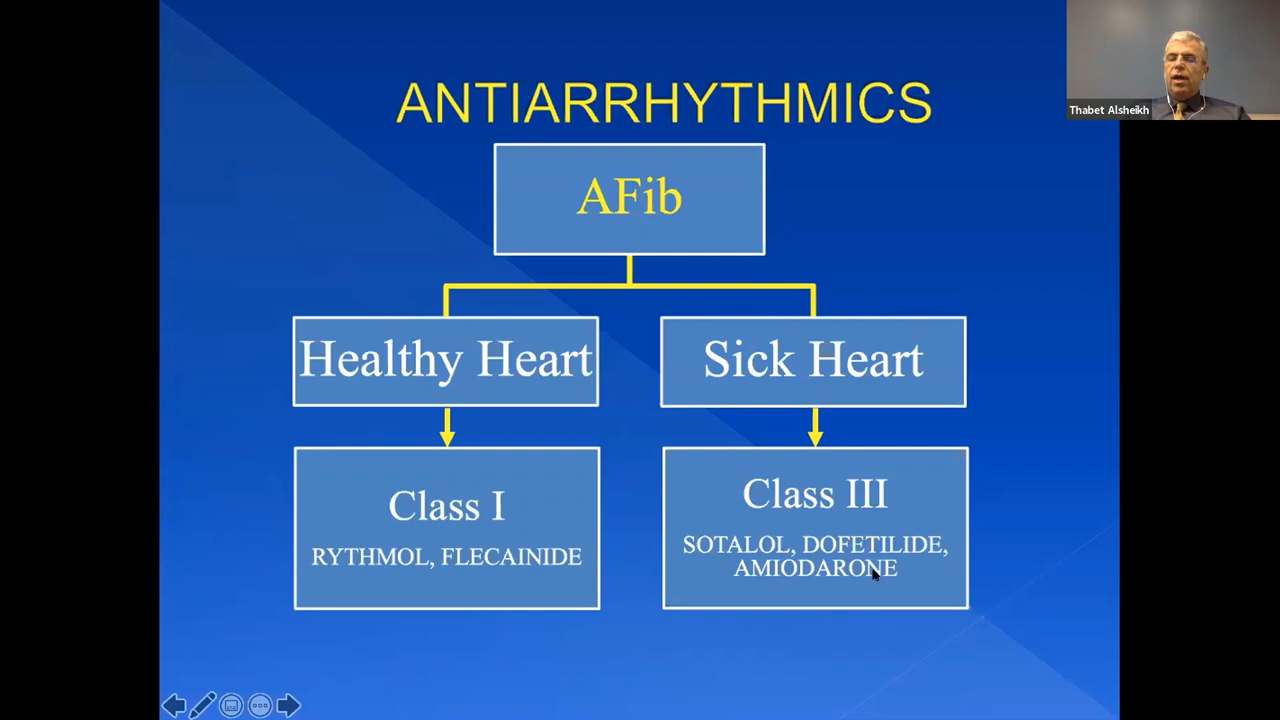 Thabet Alsheikh
ANTIARRHYTHMICS
AFib
Healthy Heart
Sick Heart
Class I
RYTHMOL, FLECAINIDE
Class III
SOTALOL, DOFETILIDE,
AMIODARONE